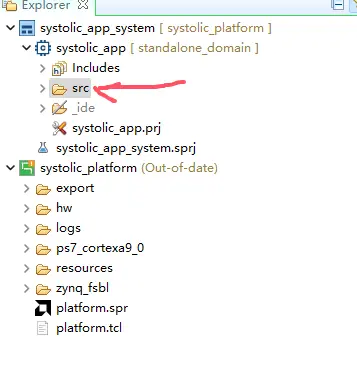 Explorer
systolic_app_system [ systolic_platform ]
systolic_app [ standalone_domain ]
Includes
src
_ide
systolic_app.prj
systolic_app_system.sprj
systolic_platform (Out-of-date)
export
hw
logs
ps7_cortexa9_0
resources
zynq_fsbl
platform.spr
platform.tcl